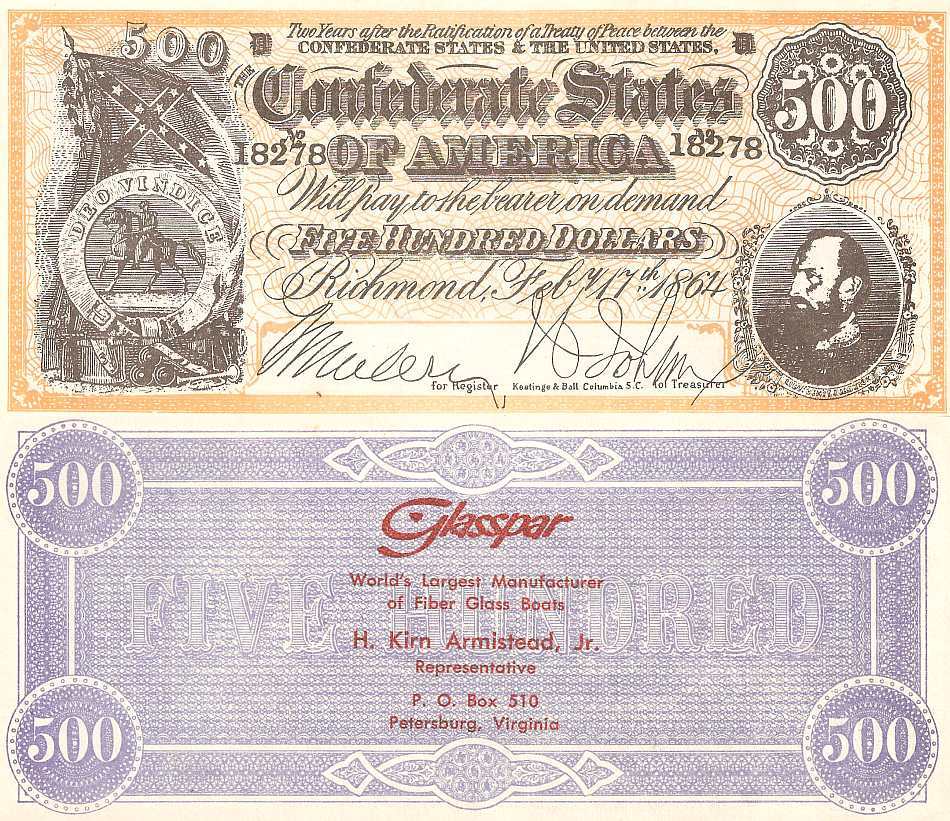 500
Two Years after the Ratification of a Treaty of Peace between the
CONFEDERATE STATES & THE UNITED STATES,
THE
Confederate States
500
No 18278 OF AMERICA No 18278
DEO VINDICE
Will pay to the bearer on demand
FIVE HUNDRED DOLLARS
Richmond, Feby 17th 1864
for Register Keatinge & Ball Columbia S.C. for Treasurer
500 500
Glasspar
World's Largest Manufacturer
of Fiber Glass Boats
FIVE HUNDRED
H. Kirn Armistead, Jr.
Representative
P. O. Box 510
Petersburg, Virginia
500 500